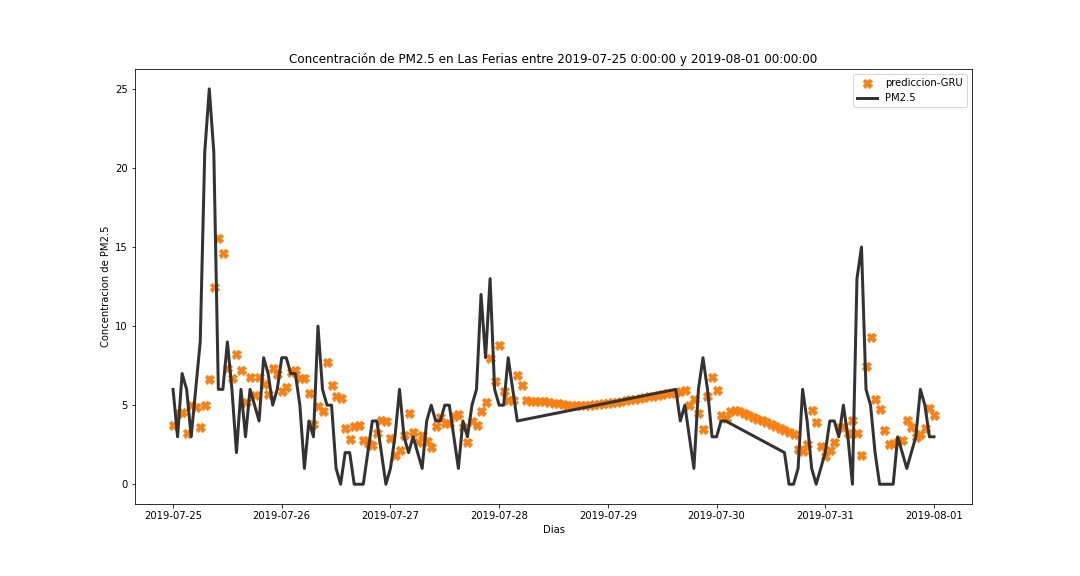 Concentración de PM2.5 en Las Ferias entre 2019-07-25 0:00:00 y 2019-08-01 00:00:00
prediccion-GRU
PM2.5
Concentracion de PM2.5
25
20
15
10
5
0
2019-07-25 2019-07-26 2019-07-27 2019-07-28 2019-07-29 2019-07-30 2019-07-31 2019-08-01
Dias